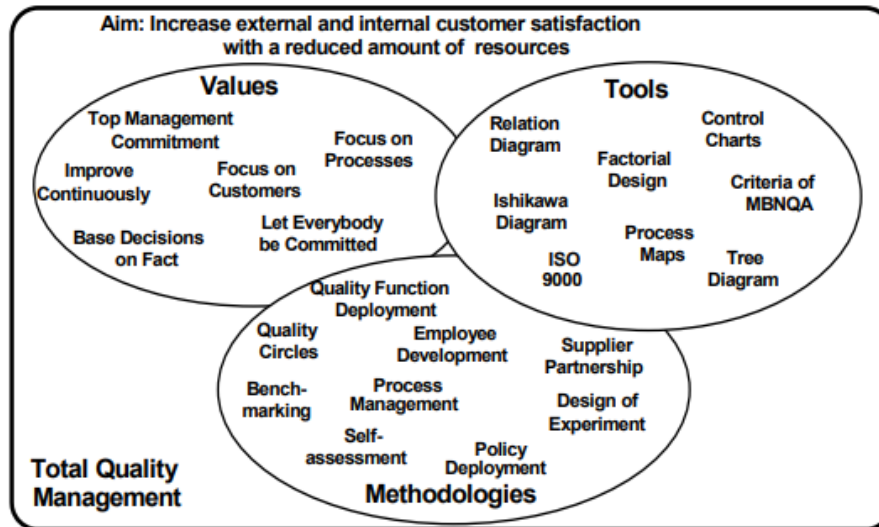 Aim: Increase external and internal customer satisfaction
with a reduced amount of resources
Values
Top Management
Commitment
Focus on
Processes
Improve
Continuously
Focus on
Customers
Base Decisions
on Fact
Let Everybody
be Committed
Tools
Relation
Diagram
Control
Charts
Factorial
Design
Criteria of
MBNQA
Ishikawa
Diagram
Process
Maps
ISO
9000
Tree
Diagram
Quality Function
Deployment
Quality
Circles
Employee
Development
Supplier
Partnership
Bench-
marking
Process
Management
Design of
Experiment
Self-
assessment
Policy
Deployment
Methodologies
Total Quality
Management